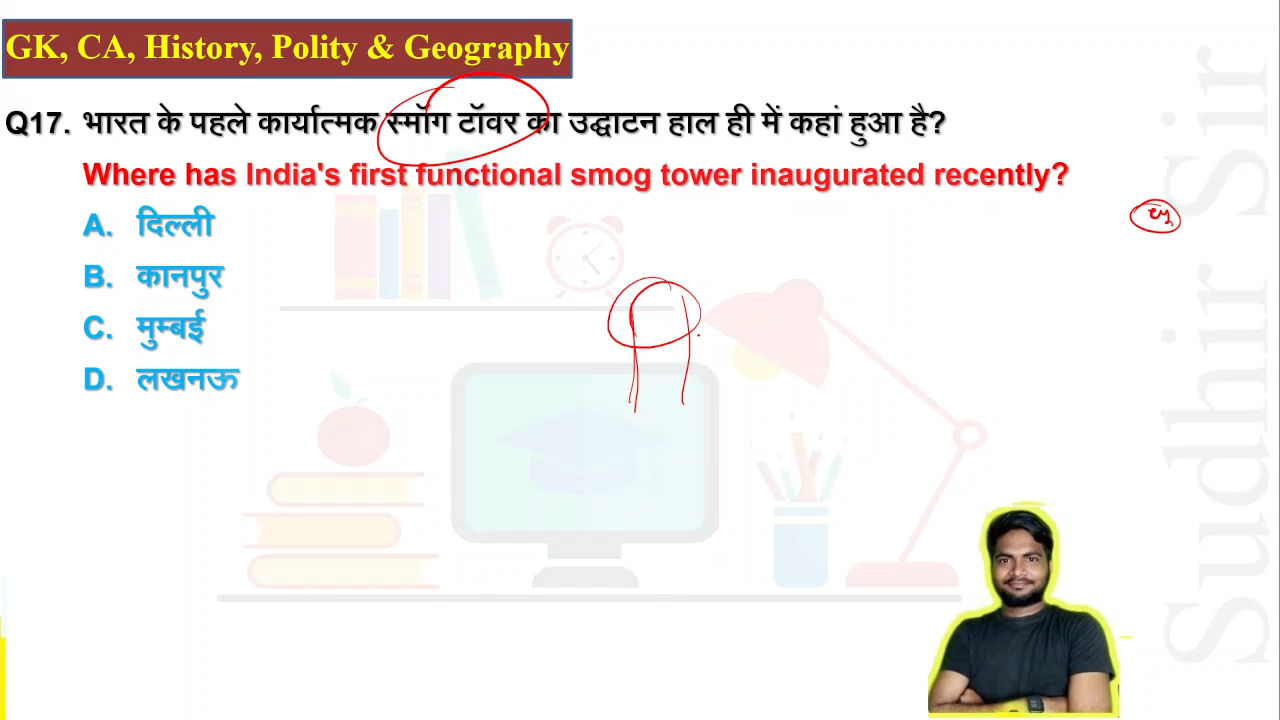 GK, CA, History, Polity & Geography
Q17. भारत के पहले कार्यात्मक स्मॉग टॉवर का उद्घाटन हाल ही में कहां हुआ है?
Where has India's first functional smog tower inaugurated recently?
A. दिल्ली
B. कानपुर
C. मुम्बई
D. लखनऊ
Sudhir Sir